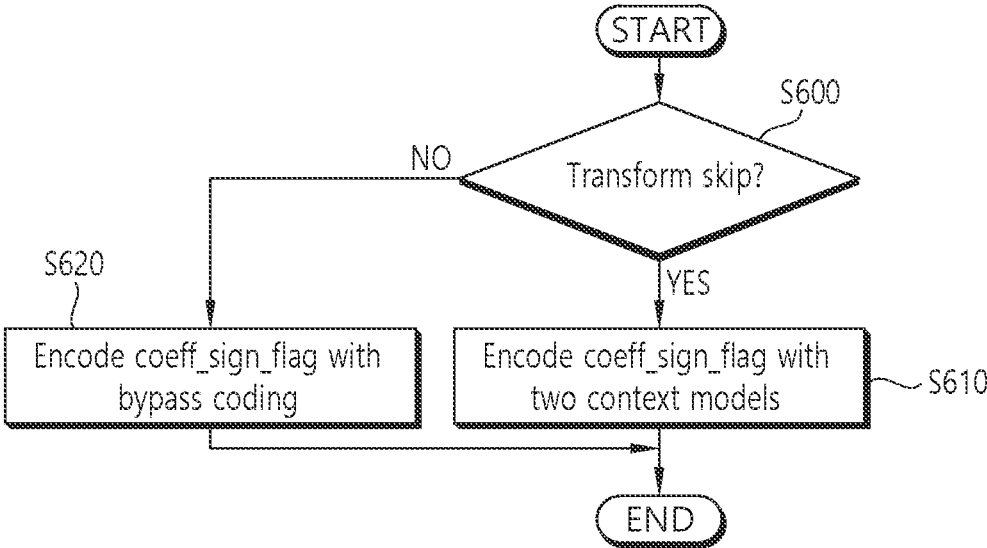 START
S600
Transform skip?
NO
YES
S620
Encode coeff_sign_flag with
bypass coding
Encode coeff_sign_flag with
two context models
S610
END